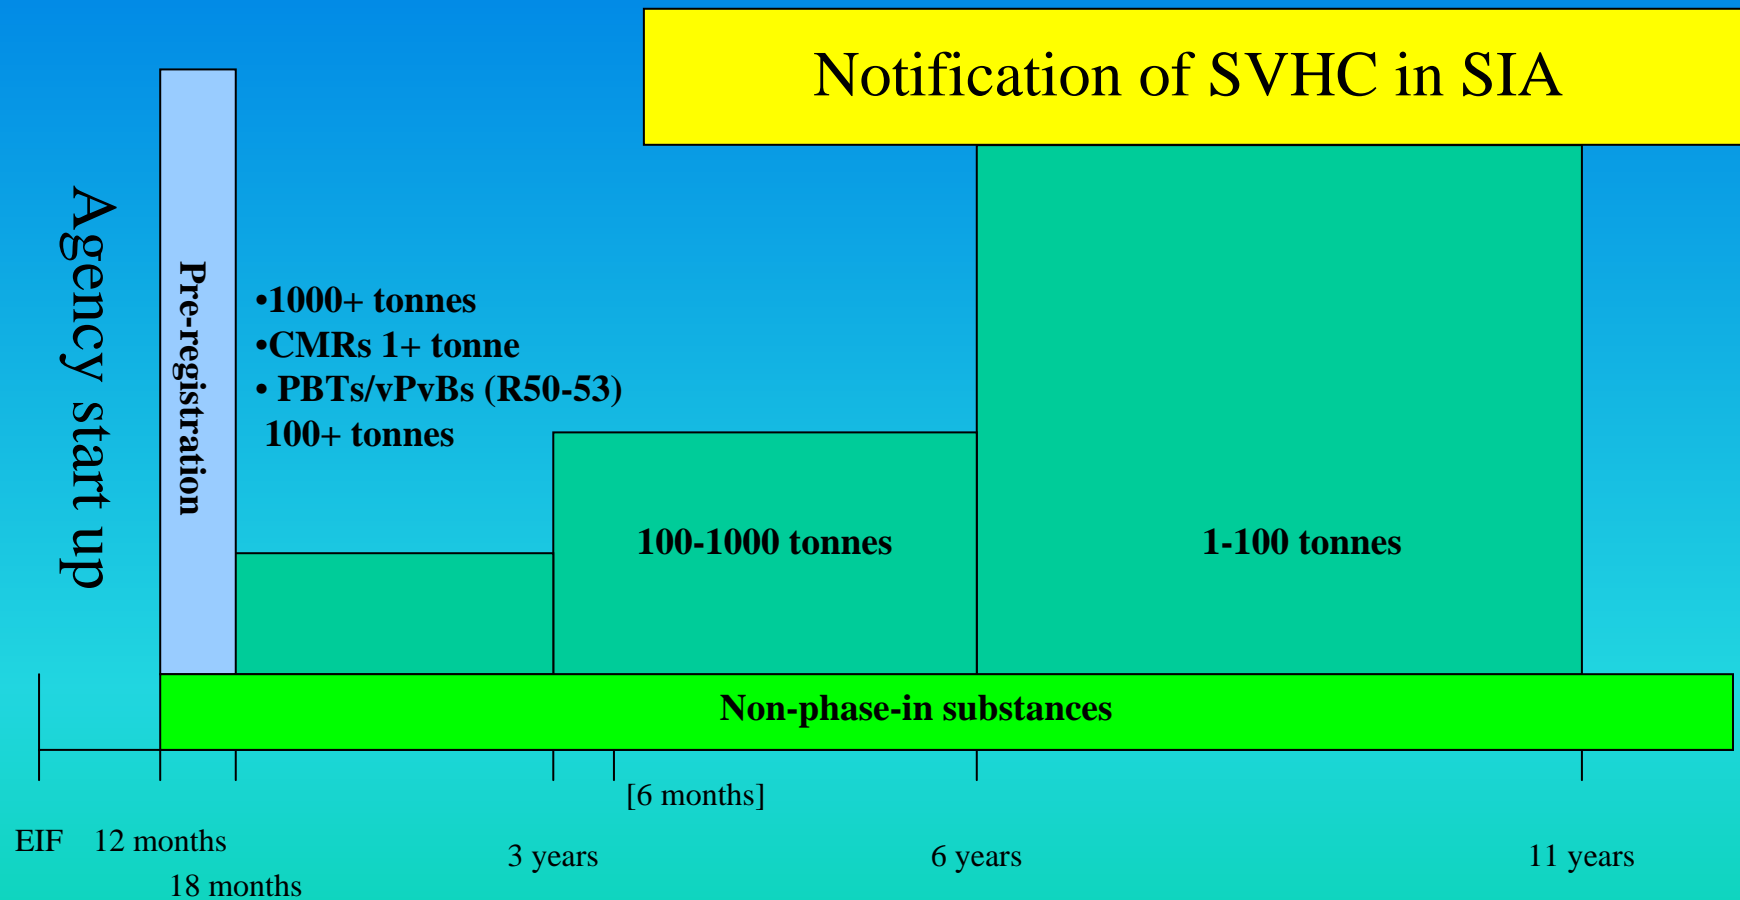 Notification of SVHC in SIA
Agency start up
Pre-registration
•1000+ tonnes
•CMRs 1+ tonne
• PBTs/vPvBs (R50-53)
100+ tonnes
100-1000 tonnes
1-100 tonnes
Non-phase-in substances
[6 months]
EIF
12 months
18 months
3 years
6 years
11 years